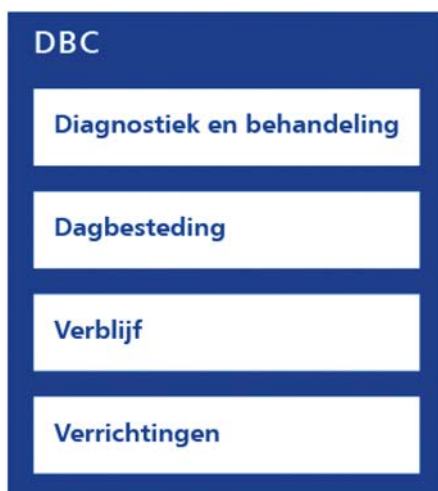 DBC
Diagnostiek en behandeling
Dagbesteding
Verblijf
Verrichtingen